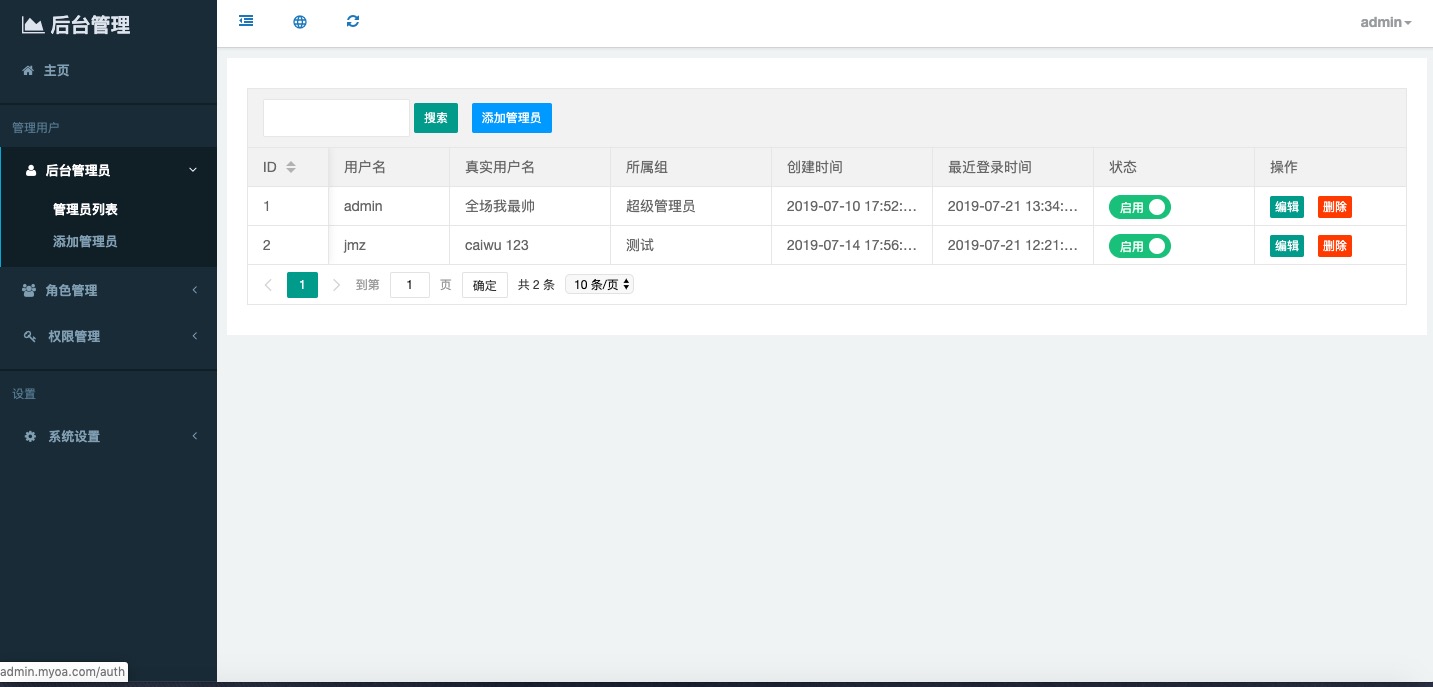 后台管理
admin
主页
管理用户
后台管理员
管理员列表
添加管理员
角色管理
权限管理
设置
系统设置
搜索 添加管理员
ID 用户名 真实用户名 所属组 创建时间 最近登录时间 状态 操作
1 admin 全场我最帅 超级管理员 2019-07-10 17:52:... 2019-07-21 13:34:... 启用 编辑 删除
2 jmz caiwu 123 测试 2019-07-14 17:56:... 2019-07-21 12:21:... 启用 编辑 删除
1 到第 1 页 确定 共 2 条 10 条/页
admin.myoa.com/auth